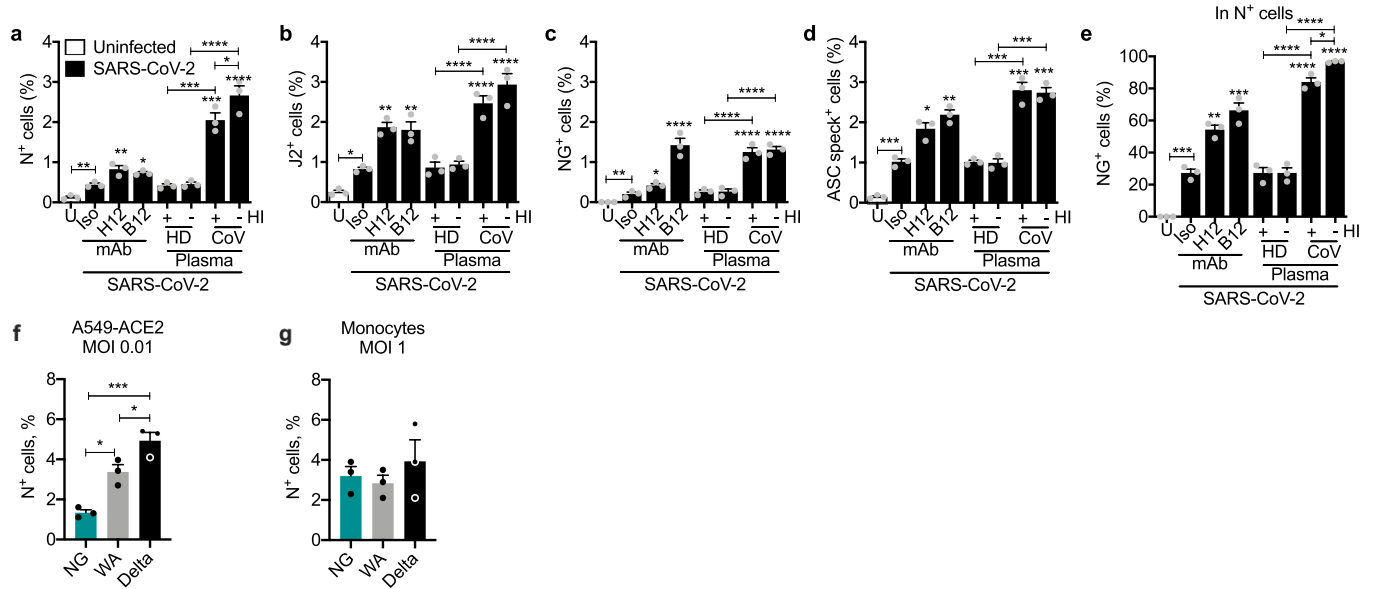 a
Uninfected
SARS-CoV-2
N⁺ cells (%)
4
3
2
1
0
**
**
*
***
***
****
*
****
U
Iso
H12
B12
+
-
+
-
HI
mAb
HD
CoV
Plasma
SARS-CoV-2
b
J2⁺ cells (%)
4
3
2
1
0
*
**
**
****
****
****
****
U
Iso
H12
B12
+
-
+
-
HI
mAb
HD
CoV
Plasma
SARS-CoV-2
c
NG⁺ cells (%)
4
3
2
1
0
**
*
****
****
****
****
****
U
Iso
H12
B12
+
-
+
-
HI
mAb
HD
CoV
Plasma
SARS-CoV-2
d
ASC speck⁺ cells (%)
4
3
2
1
0
***
*
**
***
***
***
***
U
Iso
H12
B12
+
-
+
-
HI
mAb
HD
CoV
Plasma
SARS-CoV-2
e
In N⁺ cells
NG⁺ cells (%)
100
80
60
40
20
0
***
**
***
****
****
****
*
****
U
Iso
H12
B12
+
-
+
-
HI
mAb
HD
CoV
Plasma
SARS-CoV-2
f
A549-ACE2
MOI 0.01
N⁺ cells, %
8
6
4
2
0
***
*
*
NG
WA
Delta
g
Monocytes
MOI 1
N⁺ cells, %
8
6
4
2
0
NG
WA
Delta